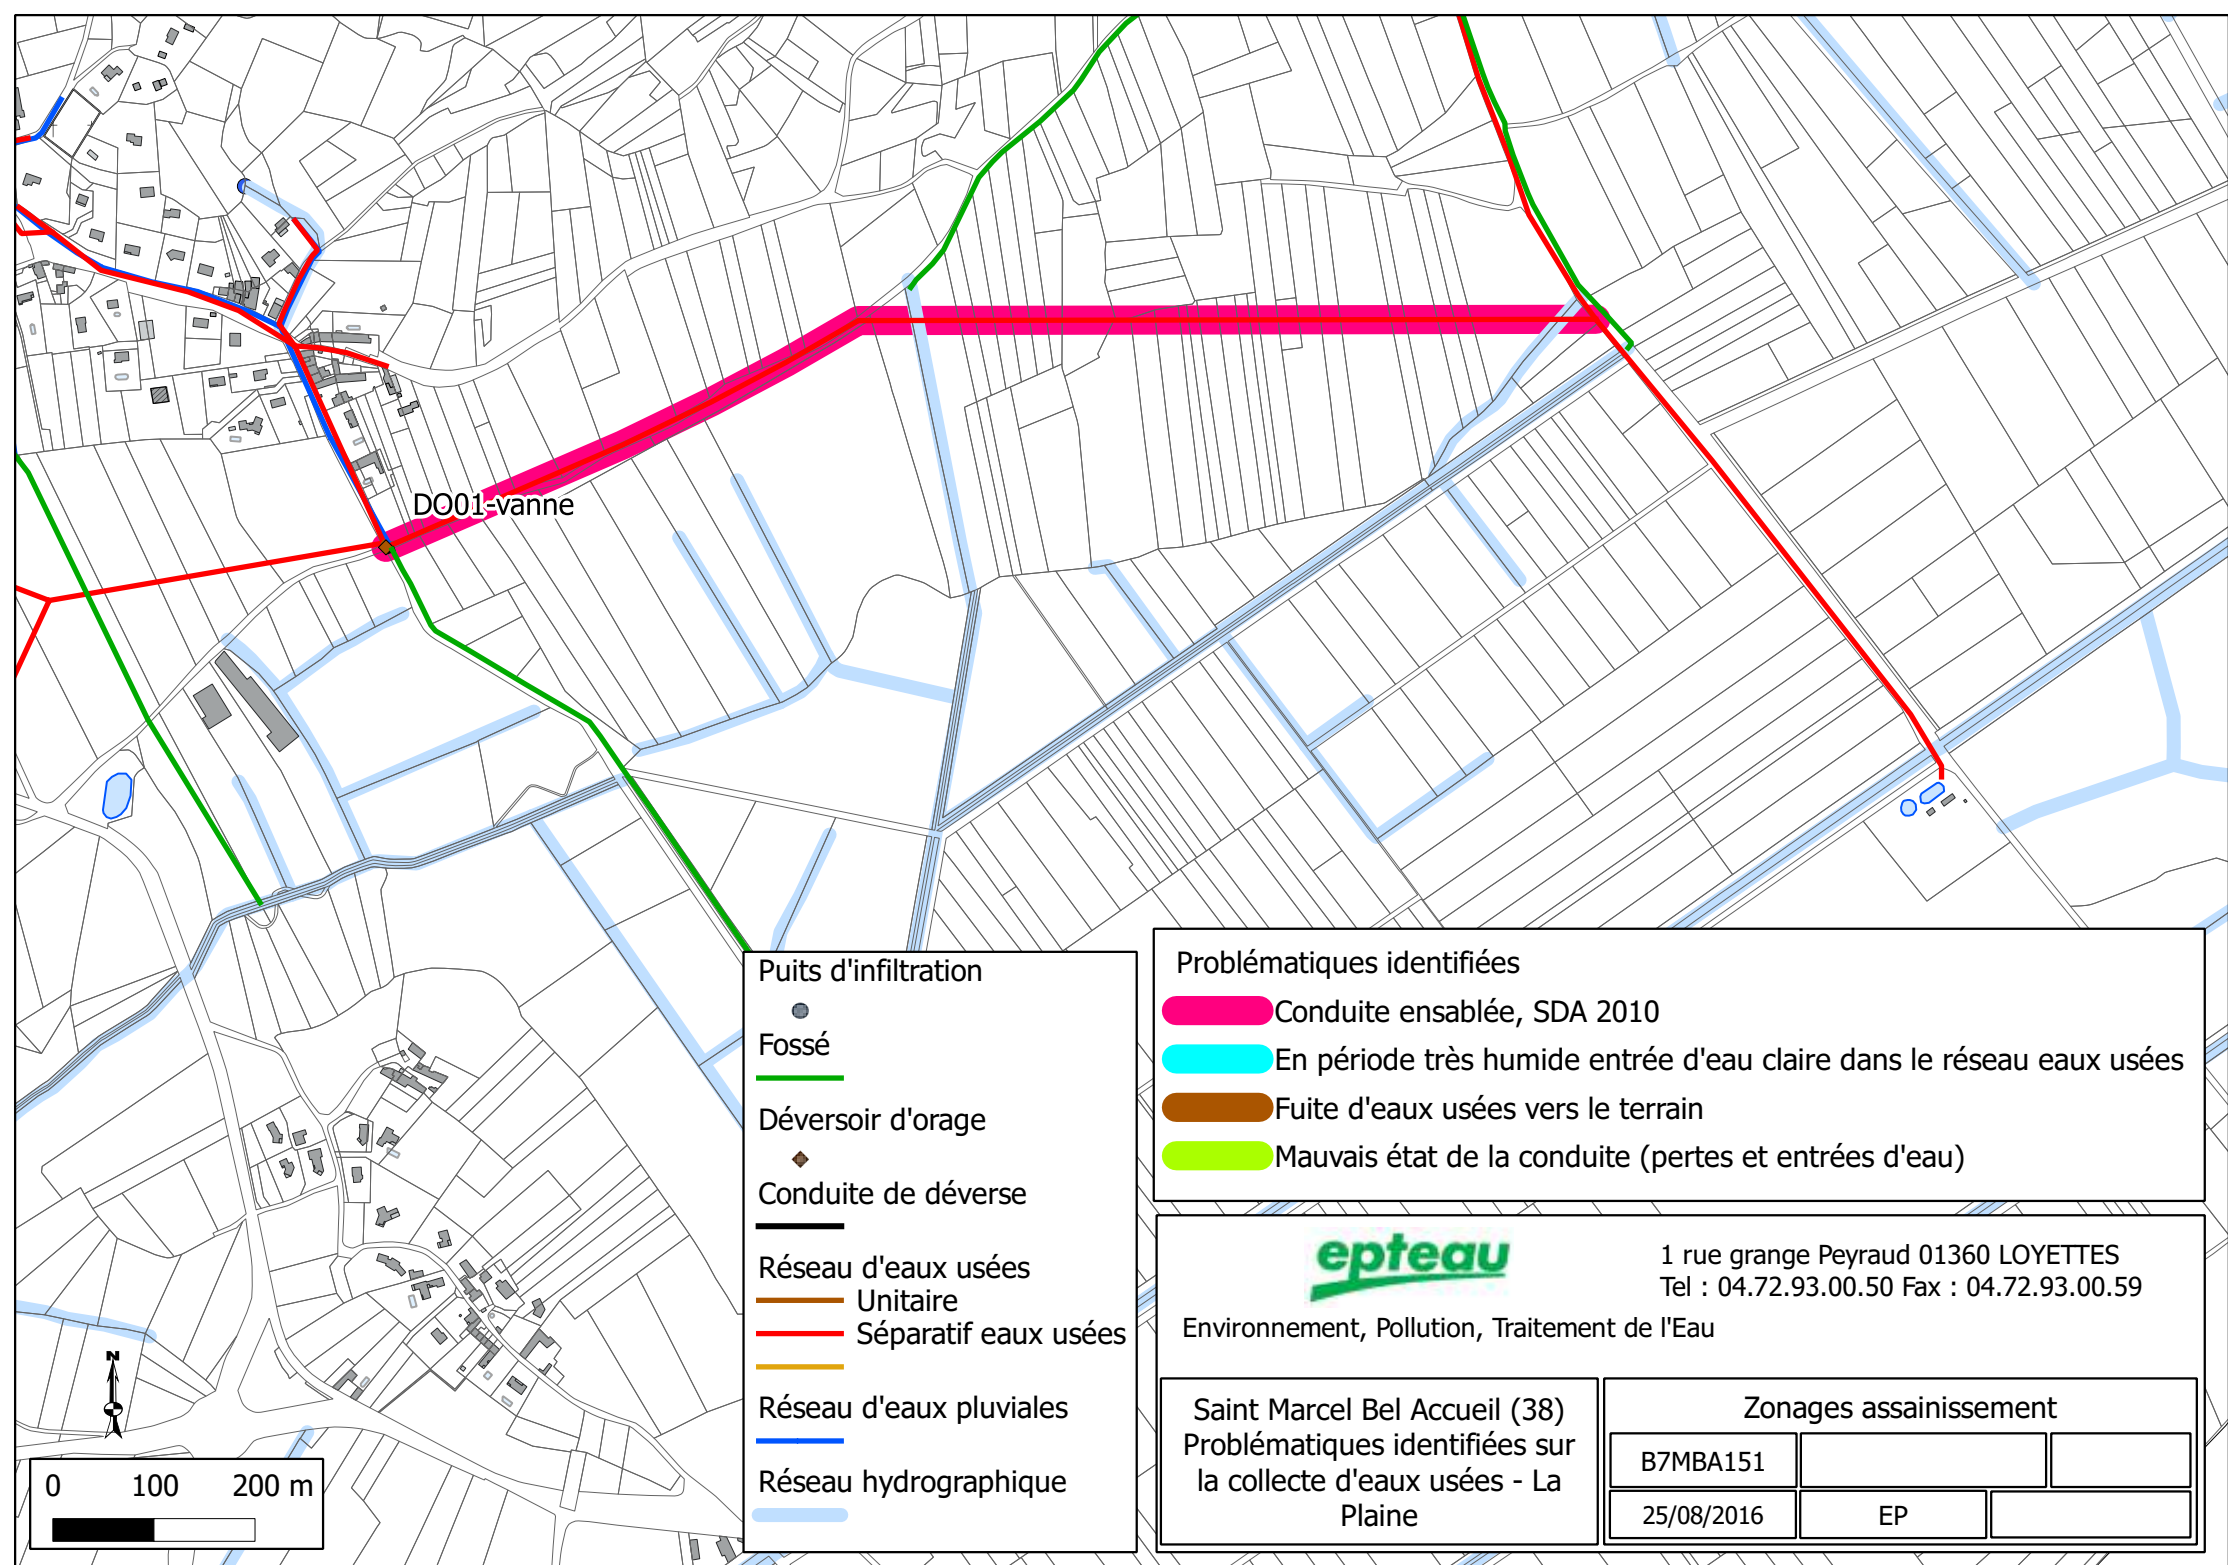 DO01-vanne
Puits d'infiltration
Fossé
Déversoir d'orage
Conduite de déverse
Réseau d'eaux usées
Unitaire
Séparatif eaux usées
Réseau d'eaux pluviales
Réseau hydrographique
Problématiques identifiées
Conduite ensablée, SDA 2010
En période très humide entrée d'eau claire dans le réseau eaux usées
Fuite d'eaux usées vers le terrain
Mauvais état de la conduite (pertes et entrées d'eau)
epteau
1 rue grange Peyraud 01360 LOYETTES
Tel : 04.72.93.00.50 Fax : 04.72.93.00.59
Environnement, Pollution, Traitement de l'Eau
Saint Marcel Bel Accueil (38)
Problématiques identifiées sur
la collecte d'eaux usées - La
Plaine
Zonages assainissement
B7MBA151
25/08/2016
EP
N
0 100 200 m